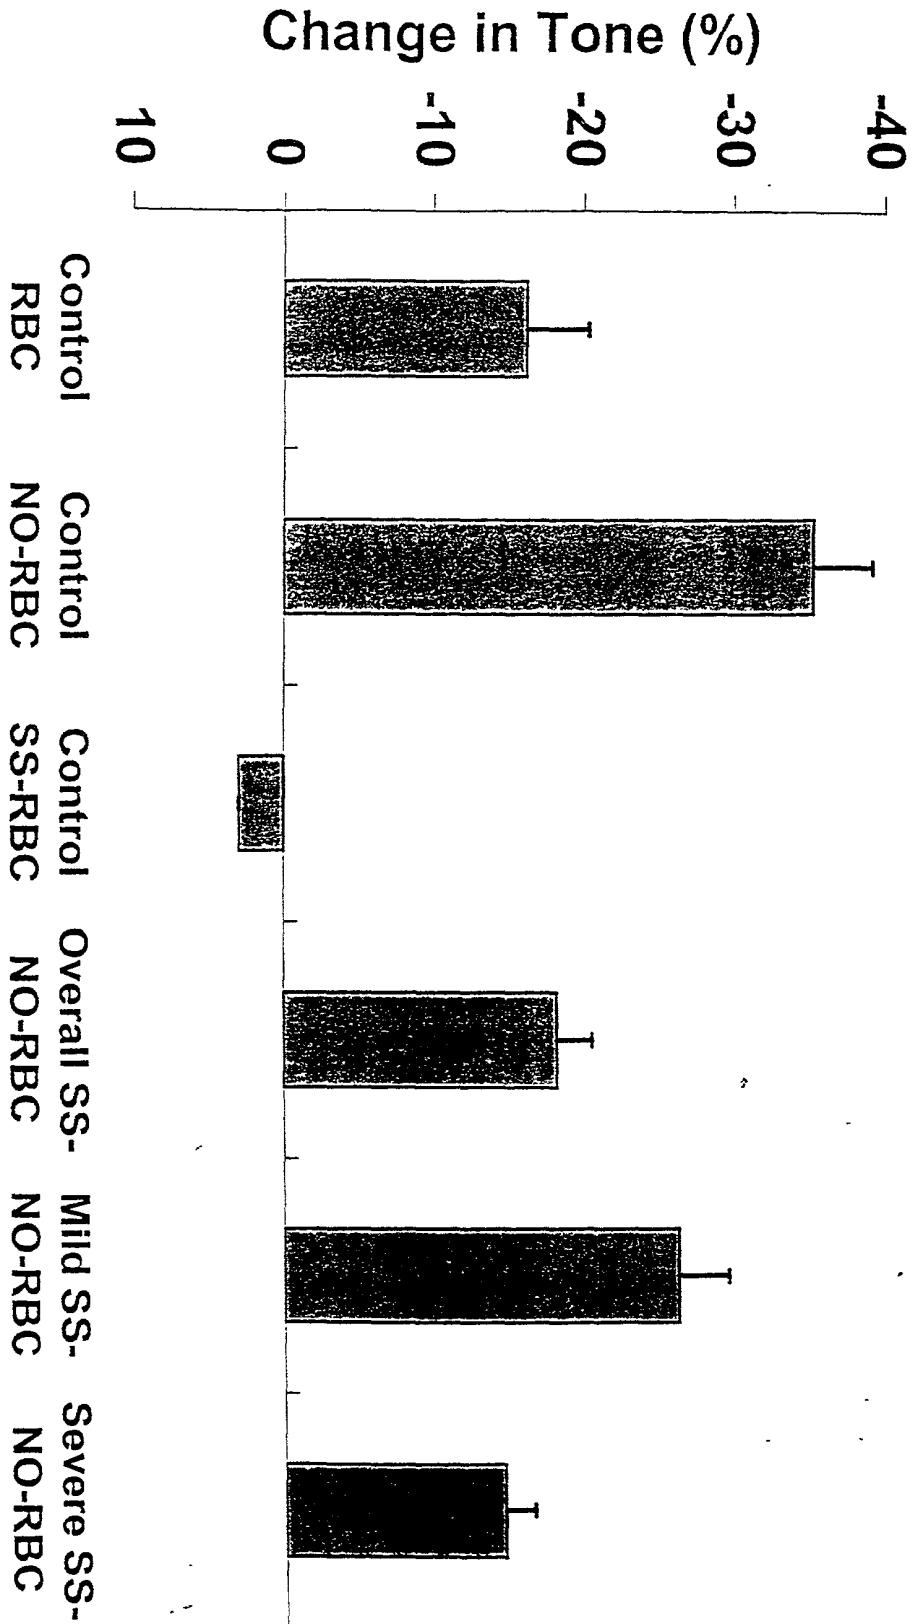 Change in Tone (%)
-40
-30
-20
-10
0
10
Control
RBC
Control
NO-RBC
Control
SS-RBC
Overall SS-
NO-RBC
Mild SS-
NO-RBC
Severe SS-
NO-RBC